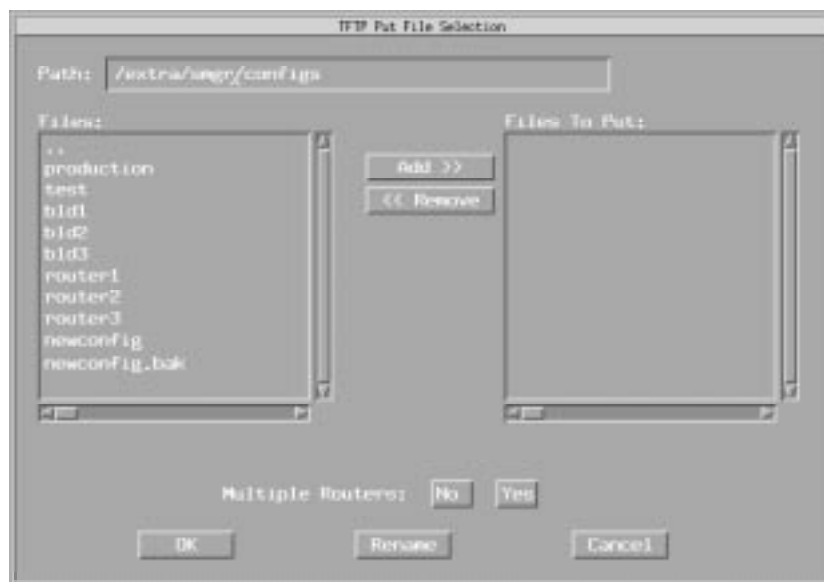 TFTP Put File Selection
Path: /extra/smgr/configs
Files:
..
production
test
bld1
bld2
bld3
router1
router2
router3
newconfig
newconfig.bak
Add >>
<< Remove
Files To Put:
Multiple Routers: No Yes
OK Rename Cancel